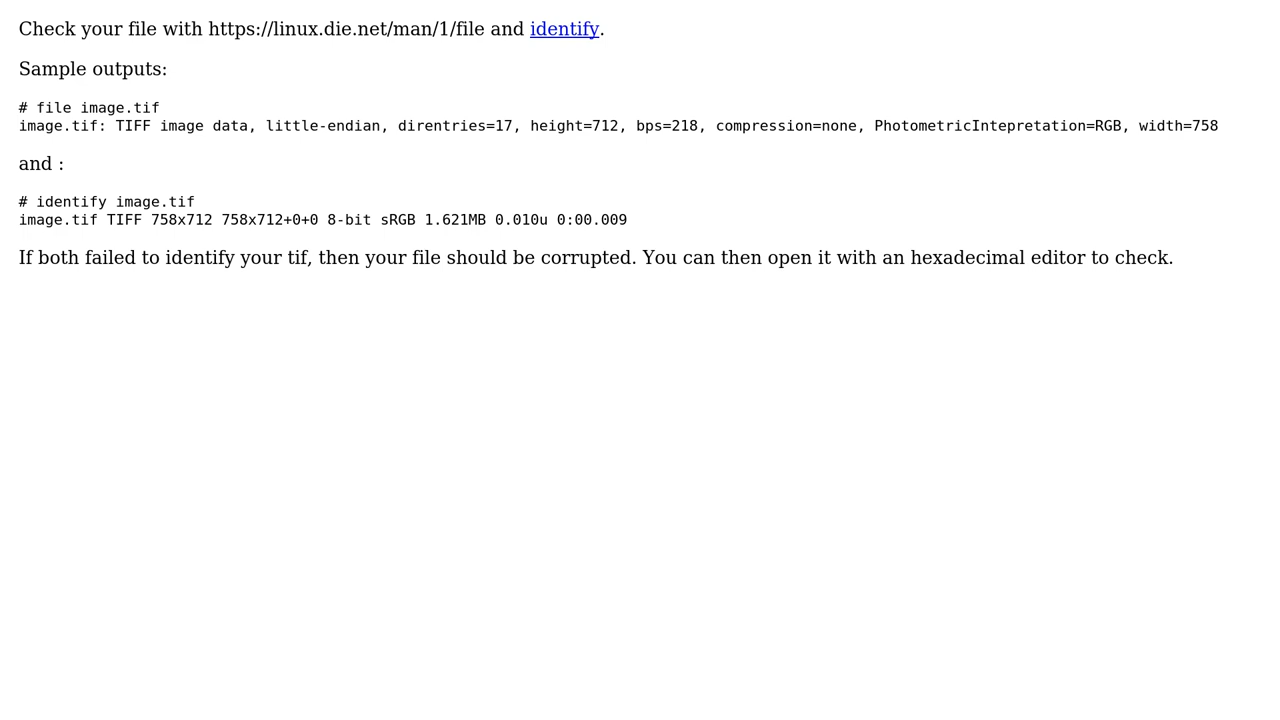 Check your file with https://linux.die.net/man/1/file and identify.
Sample outputs:
# file image.tif
image.tif: TIFF image data, little-endian, direntries=17, height=712, bps=218, compression=none, PhotometricIntepretation=RGB, width=758
and :
# identify image.tif
image.tif TIFF 758x712 758x712+0+0 8-bit sRGB 1.621MB 0.010u 0:00.009
If both failed to identify your tif, then your file should be corrupted. You can then open it with an hexadecimal editor to check.